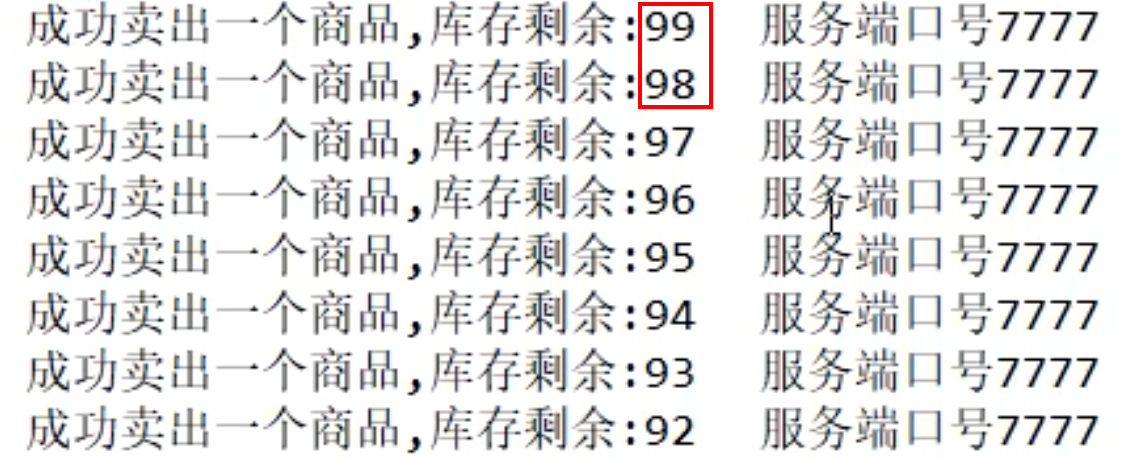 成功卖出一个商品,库存剩余:99 服务端口号7777
成功卖出一个商品,库存剩余:98 服务端口号7777
成功卖出一个商品,库存剩余:97 服务端口号7777
成功卖出一个商品,库存剩余:96 服务端口号7777
成功卖出一个商品,库存剩余:95 服务端口号7777
成功卖出一个商品,库存剩余:94 服务端口号7777
成功卖出一个商品,库存剩余:93 服务端口号7777
成功卖出一个商品,库存剩余:92 服务端口号7777